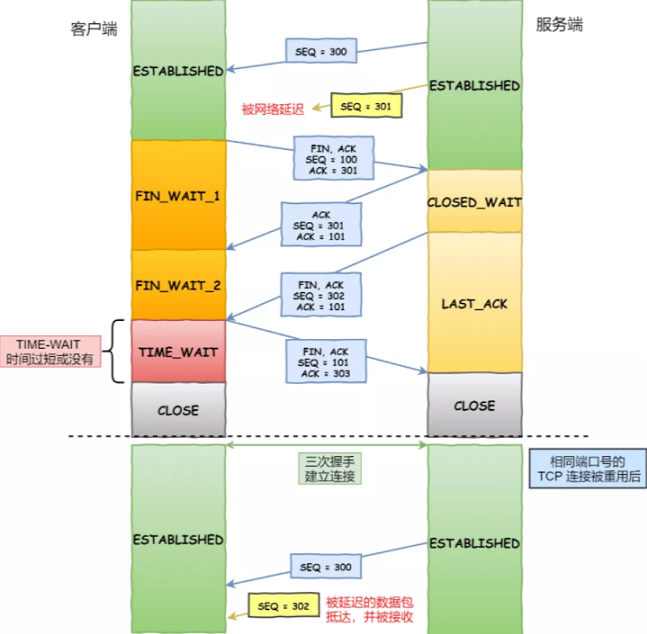 客户端
服务端
SEQ = 300
ESTABLISHED
ESTABLISHED
被网络延迟
SEQ = 301
FIN, ACK
SEQ = 100
ACK = 301
FIN_WAIT_1
CLOSED_WAIT
ACK
SEQ = 301
ACK = 101
FIN_WAIT_2
FIN, ACK
SEQ = 302
ACK = 101
LAST_ACK
TIME-WAIT
时间过短或没有
TIME_WAIT
FIN, ACK
SEQ = 101
ACK = 303
CLOSE
CLOSE
三次握手
建立连接
相同端口号的
TCP 连接被重用后
ESTABLISHED
ESTABLISHED
SEQ = 300
SEQ = 302
被延迟的数据包
抵达，并被接收